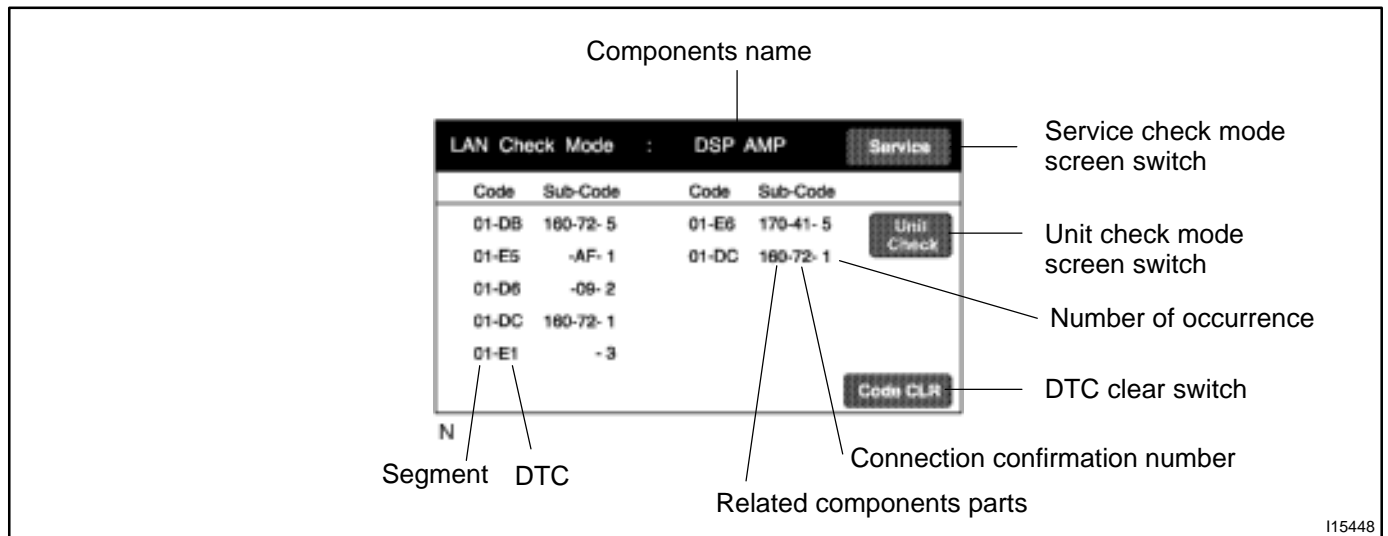 Components name
LAN Check Mode : DSP AMP Service
Service check mode
screen switch
Code Sub-Code Code Sub-Code
01-DB 160-72- 5 01-E6 170-41- 5
Unit
Check
Unit check mode
screen switch
01-E5 -AF- 1 01-DC 160-72- 1
01-D6 -09- 2
Number of occurrence
01-DC 160-72- 1
01-E1 - 3
Code CLR
DTC clear switch
N
Connection confirmation number
Segment DTC
Related components parts
I15448